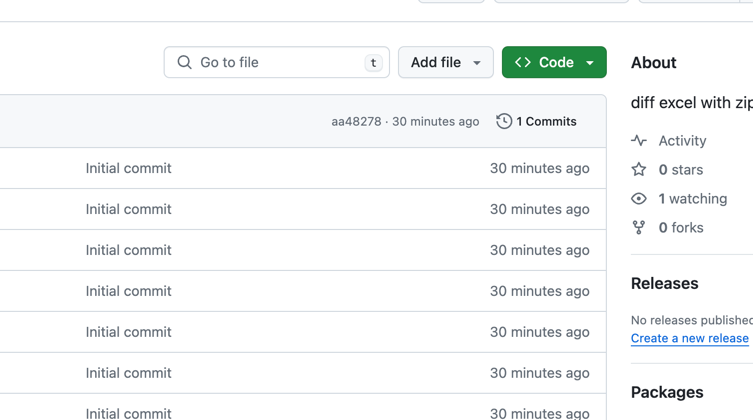 Go to file t Add file Code
aa48278 · 30 minutes ago 1 Commits
Initial commit 30 minutes ago
Initial commit 30 minutes ago
Initial commit 30 minutes ago
Initial commit 30 minutes ago
Initial commit 30 minutes ago
Initial commit 30 minutes ago
Initial commit 30 minutes ago
About
diff excel with zip
Activity
0 stars
1 watching
0 forks
Releases
No releases published
Create a new release
Packages